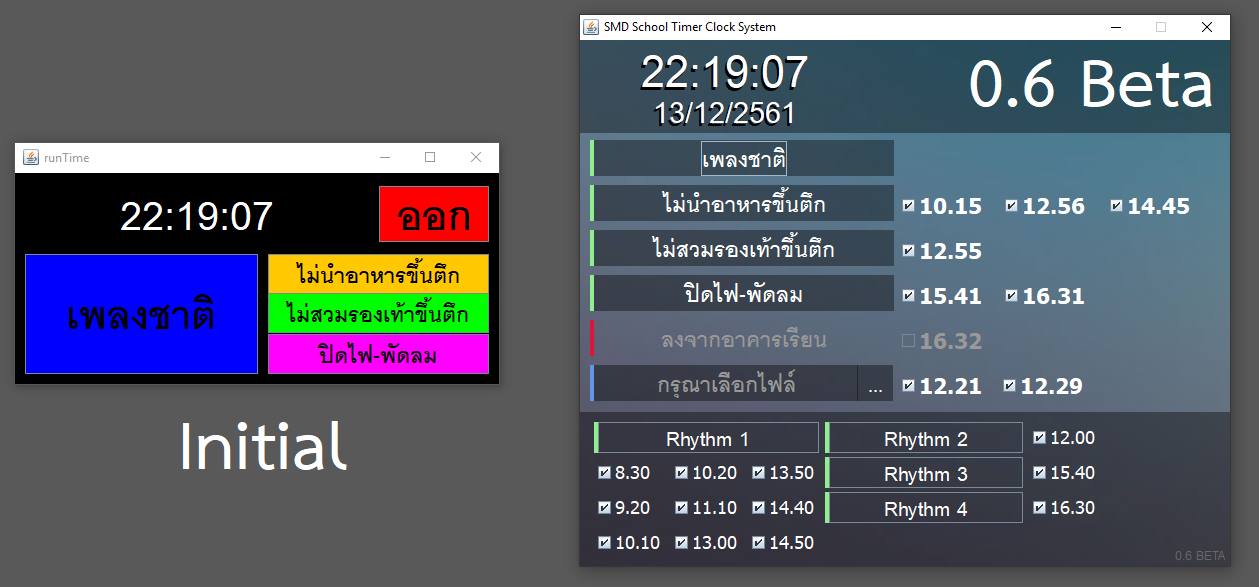 runTime
22:19:07
ออก
เพลงชาติ
ไม่นำอาหารขึ้นตึก
ไม่สวมรองเท้าขึ้นตึก
ปิดไฟ-พัดลม
Initial
SMD School Timer Clock System
22:19:07
13/12/2561
0.6 Beta
เพลงชาติ
ไม่นำอาหารขึ้นตึก 10.15 12.56 14.45
ไม่สวมรองเท้าขึ้นตึก 12.55
ปิดไฟ-พัดลม 15.41 16.31
ลงจากอาคารเรียน 16.32
กรุณาเลือกไฟล์ ... 12.21 12.29
Rhythm 1 Rhythm 2 12.00
8.30 10.20 13.50 Rhythm 3 15.40
9.20 11.10 14.40 Rhythm 4 16.30
10.10 13.00 14.50
0.6 BETA